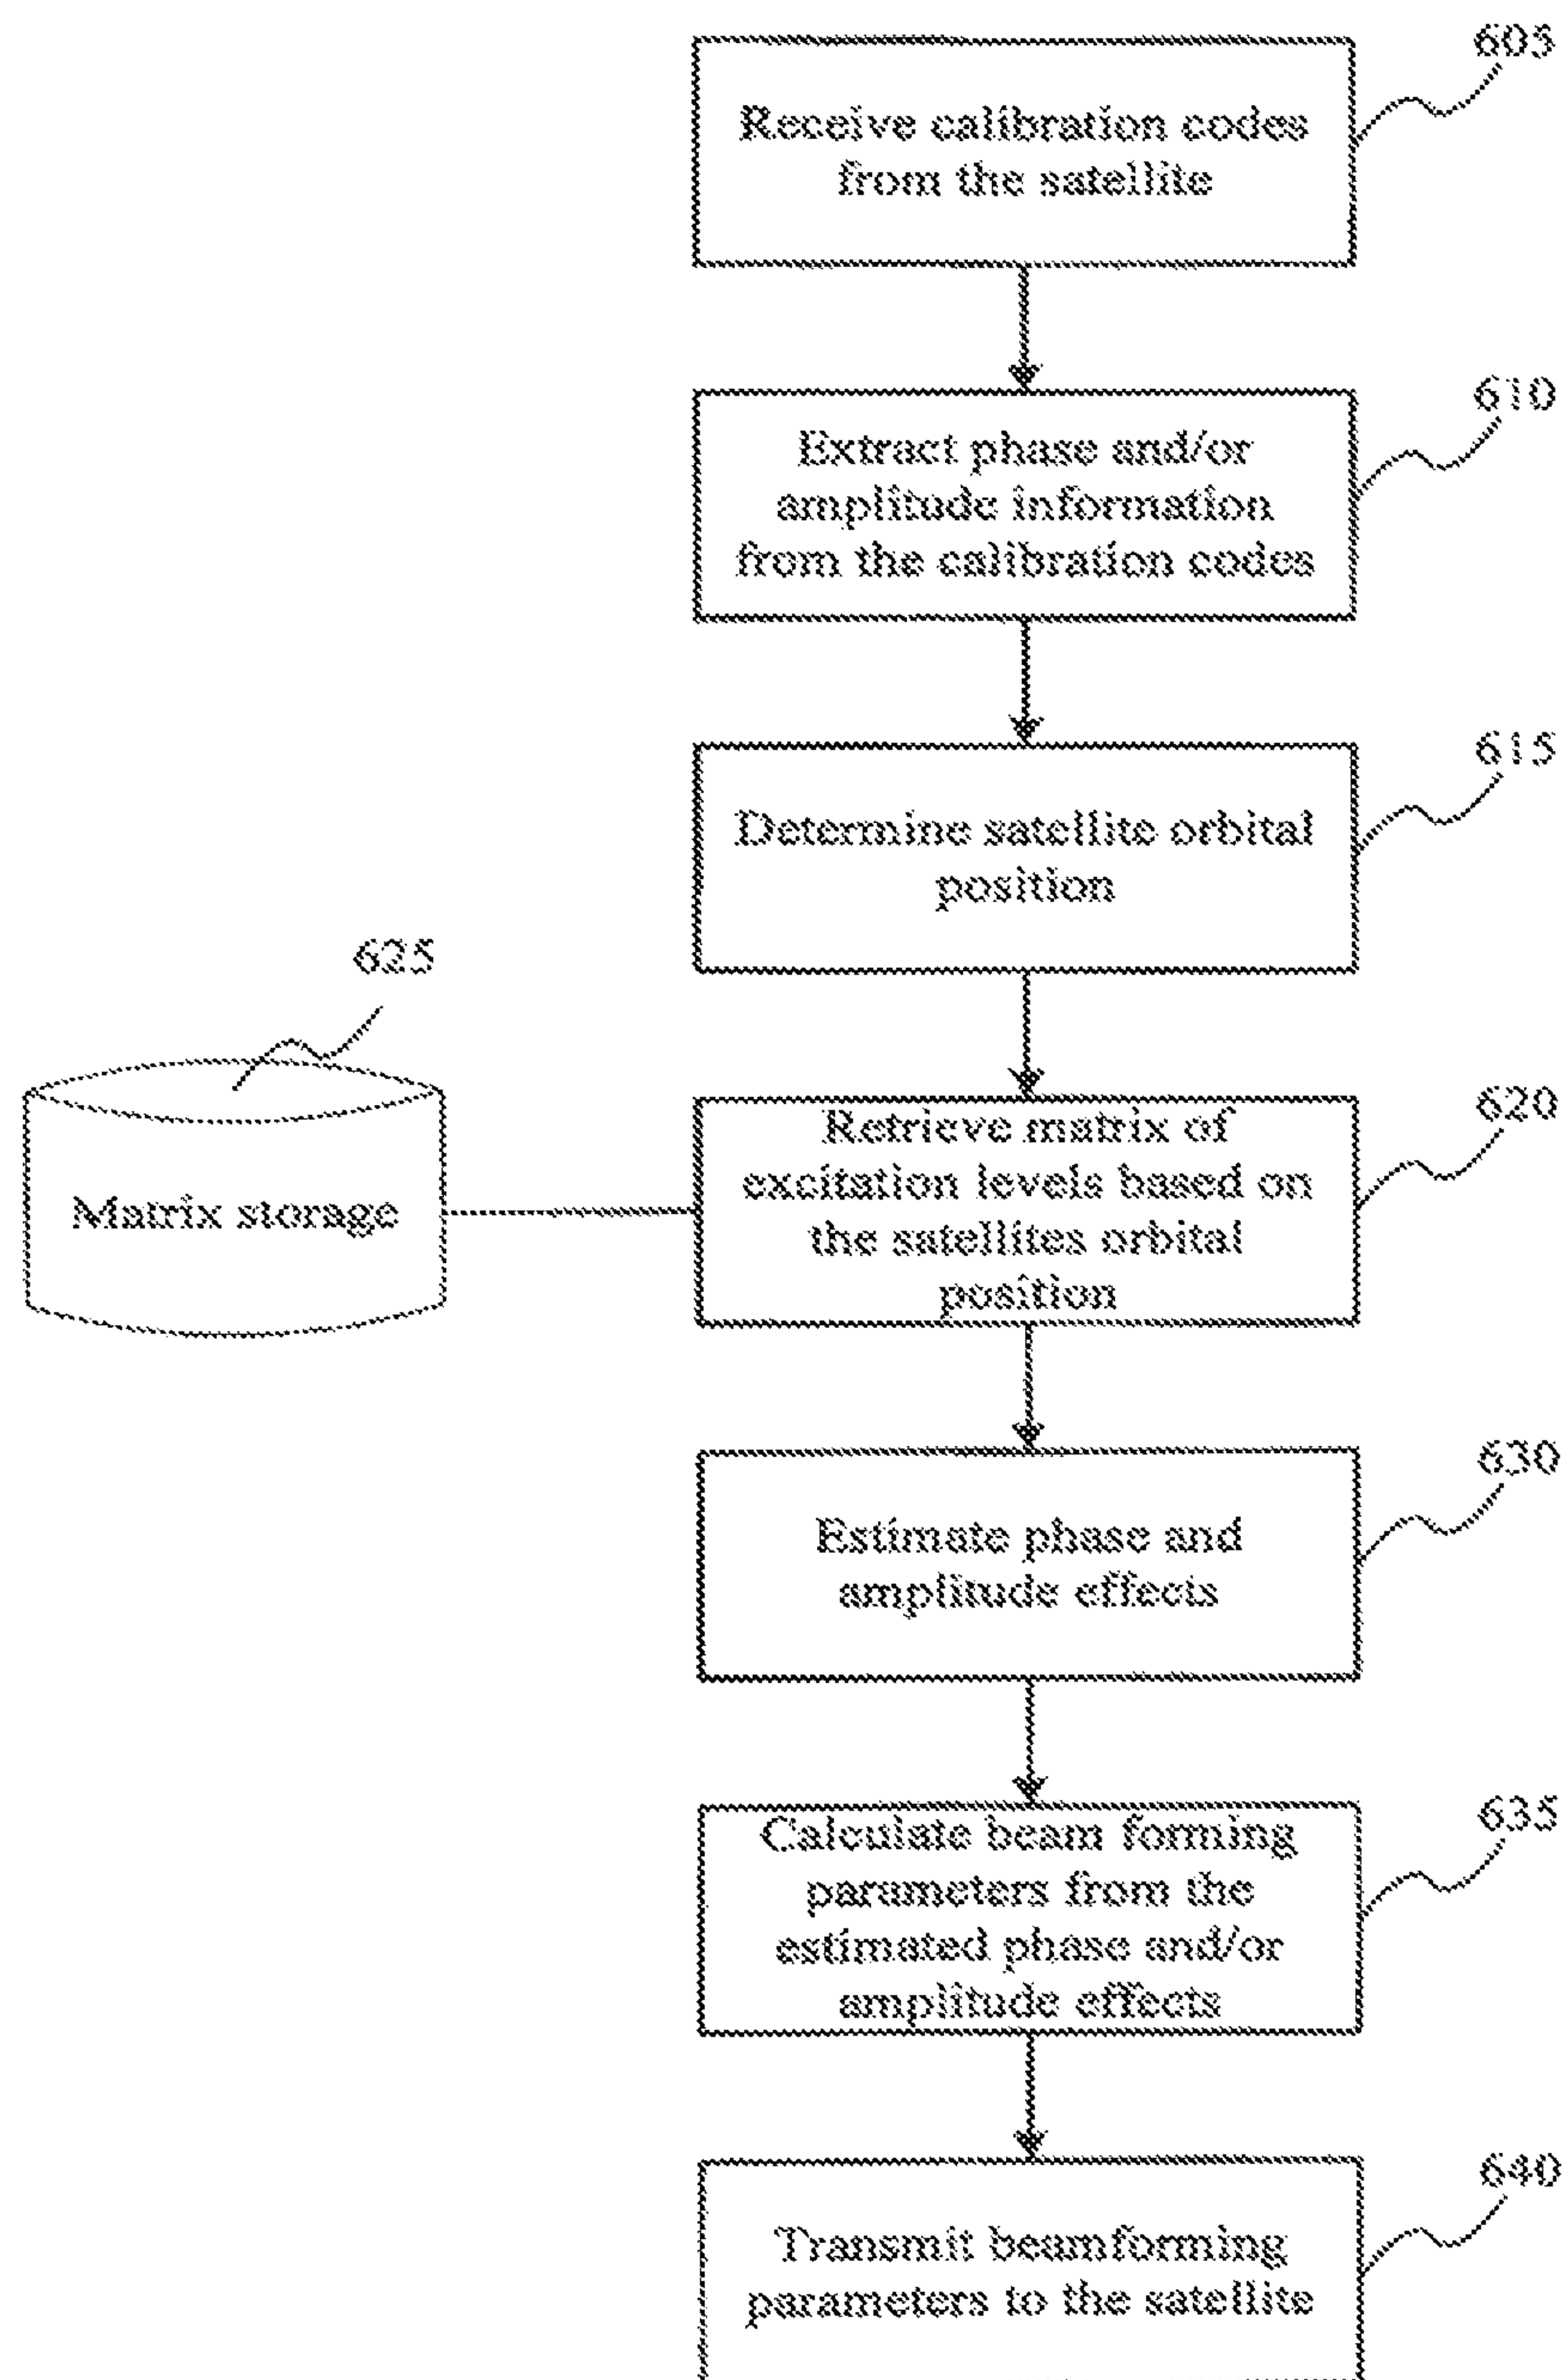 605
Receive calibration codes
from the satellite
610
Extract phase and/or
amplitude information
from the calibration codes
615
Determine satellite orbital
position
625
Matrix storage
620
Retrieve matrix of
excitation levels based on
the satellites orbital
position
630
Estimate phase and
amplitude effects
635
Calculate beam forming
parameters from the
estimated phase and/or
amplitude effects
640
Transmit beamforming
parameters to the satellite